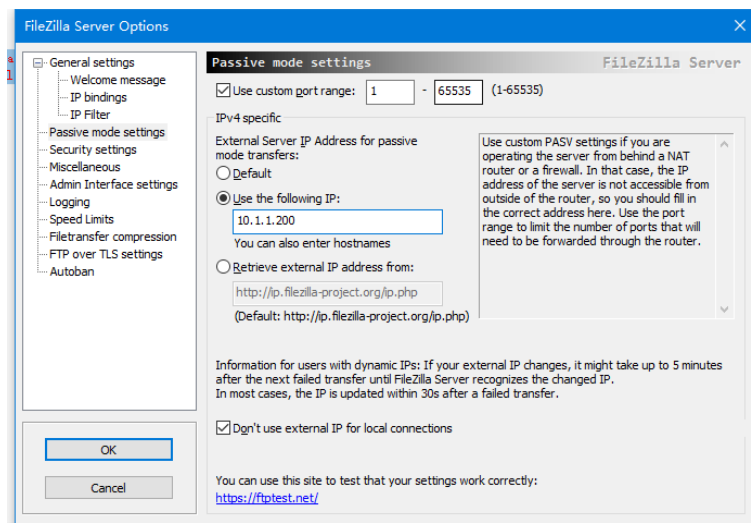 FileZilla Server Options
General settings
Welcome message
IP bindings
IP Filter
Passive mode settings
Security settings
Miscellaneous
Admin Interface settings
Logging
Speed Limits
Filetransfer compression
FTP over TLS settings
Autoban
OK
Cancel
Passive mode settings FileZilla Server
Use custom port range: 1 - 65535 (1-65535)
IPv4 specific
External Server IP Address for passive
mode transfers:
Default
Use the following IP:
10.1.1.200
You can also enter hostnames
Retrieve external IP address from:
http://ip.filezilla-project.org/ip.php
(Default: http://ip.filezilla-project.org/ip.php)
Use custom PASV settings if you are
operating the server from behind a NAT
router or a firewall. In that case, the IP
address of the server is not accessible from
outside of the router, so you should fill in
the correct address here. Use the port
range to limit the number of ports that will
need to be forwarded through the router.
Information for users with dynamic IPs: If your external IP changes, it might take up to 5 minutes
after the next failed transfer until FileZilla Server recognizes the changed IP.
In most cases, the IP is updated within 30s after a failed transfer.
Don't use external IP for local connections
You can use this site to test that your settings work correctly:
https://ftptest.net/